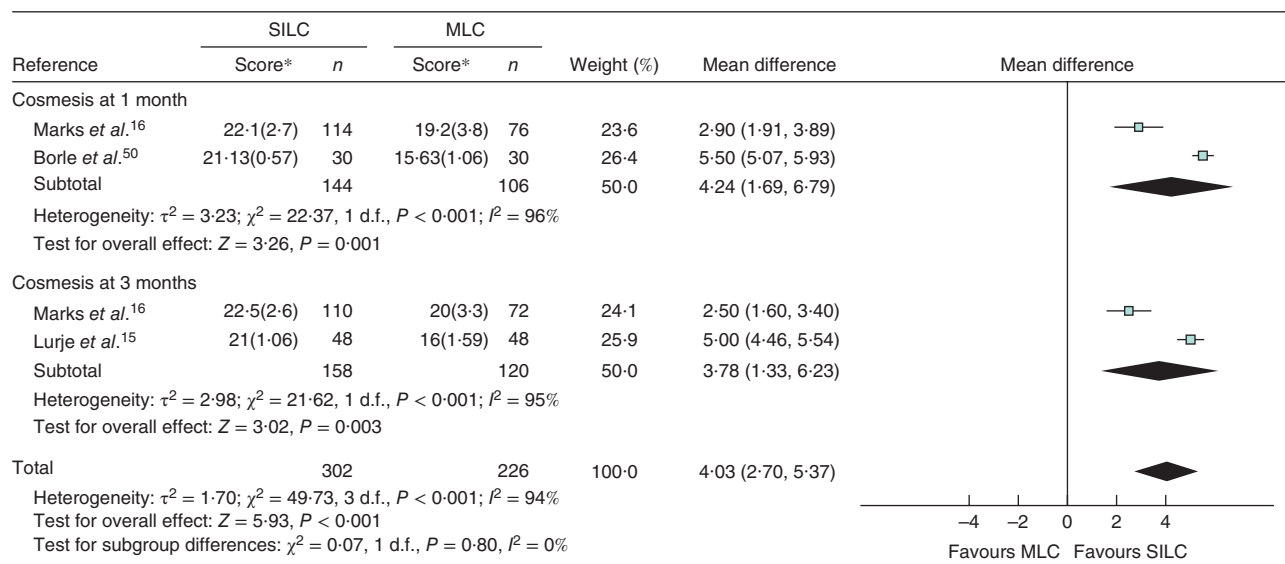 SILC MLC
Reference Score* n Score* n Weight (%) Mean difference Mean difference
Cosmesis at 1 month
Marks et al.16 22·1(2·7) 114 19·2(3·8) 76 23·6 2·90 (1·91, 3·89)
Borle et al.50 21·13(0·57) 30 15·63(1·06) 30 26·4 5·50 (5·07, 5·93)
Subtotal 144 106 50·0 4·24 (1·69, 6·79)
Heterogeneity: τ2 = 3·23; χ2 = 22·37, 1 d.f., P < 0·001; I2 = 96%
Test for overall effect: Z = 3·26, P = 0·001
Cosmesis at 3 months
Marks et al.16 22·5(2·6) 110 20(3·3) 72 24·1 2·50 (1·60, 3·40)
Lurje et al.15 21(1·06) 48 16(1·59) 48 25·9 5·00 (4·46, 5·54)
Subtotal 158 120 50·0 3·78 (1·33, 6·23)
Heterogeneity: τ2 = 2·98; χ2 = 21·62, 1 d.f., P < 0·001; I2 = 95%
Test for overall effect: Z = 3·02, P = 0·003
Total 302 226 100·0 4·03 (2·70, 5·37)
Heterogeneity: τ2 = 1·70; χ2 = 49·73, 3 d.f., P < 0·001; I2 = 94%
Test for overall effect: Z = 5·93, P < 0·001
Test for subgroup differences: χ2 = 0·07, 1 d.f., P = 0·80, I2 = 0%
−4 −2 0 2 4
Favours MLC Favours SILC